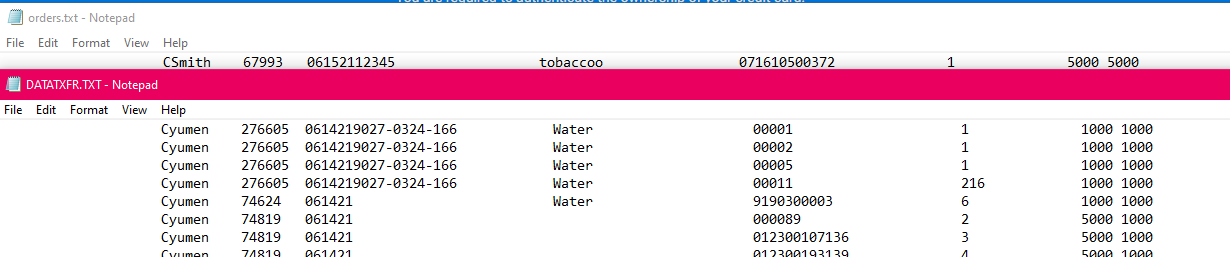 You are required to authenticate the ownership of your credit card.
orders.txt - Notepad
File Edit Format View Help
CSmith 67993 06152112345 tobaccoo 071610500372 1 5000 5000
DATATXFR.TXT - Notepad
File Edit Format View Help
Cyumen 276605 0614219027-0324-166 Water 00001 1 1000 1000
Cyumen 276605 0614219027-0324-166 Water 00002 1 1000 1000
Cyumen 276605 0614219027-0324-166 Water 00005 1 1000 1000
Cyumen 276605 0614219027-0324-166 Water 00011 216 1000 1000
Cyumen 74624 061421 Water 9190300003 6 1000 1000
Cyumen 74819 061421 000089 2 5000 1000
Cyumen 74819 061421 012300107136 3 5000 1000
Cyumen 74819 061421 012300193139 4 5000 1000